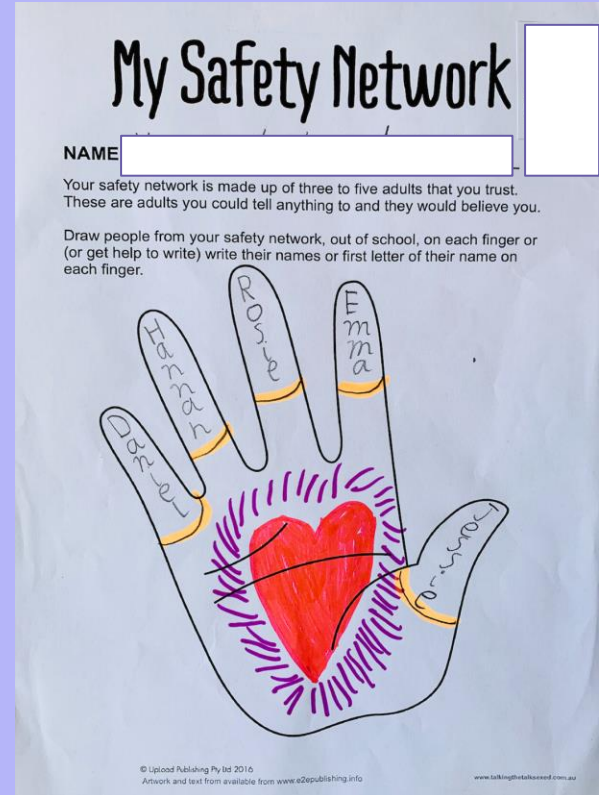 My Safety Network
NAME
Your safety network is made up of three to five adults that you trust.
These are adults you could tell anything to and they would believe you.
Draw people from your safety network, out of school, on each finger or
(or get help to write) write their names or first letter of their name on
each finger.
Daniel
Hannah
Rosie
Emma
Jessie
© Upload Publishing Pty Ltd 2016
Artwork and text from available from www.e2epublishing.info
www.talkingthetalksexed.com.au